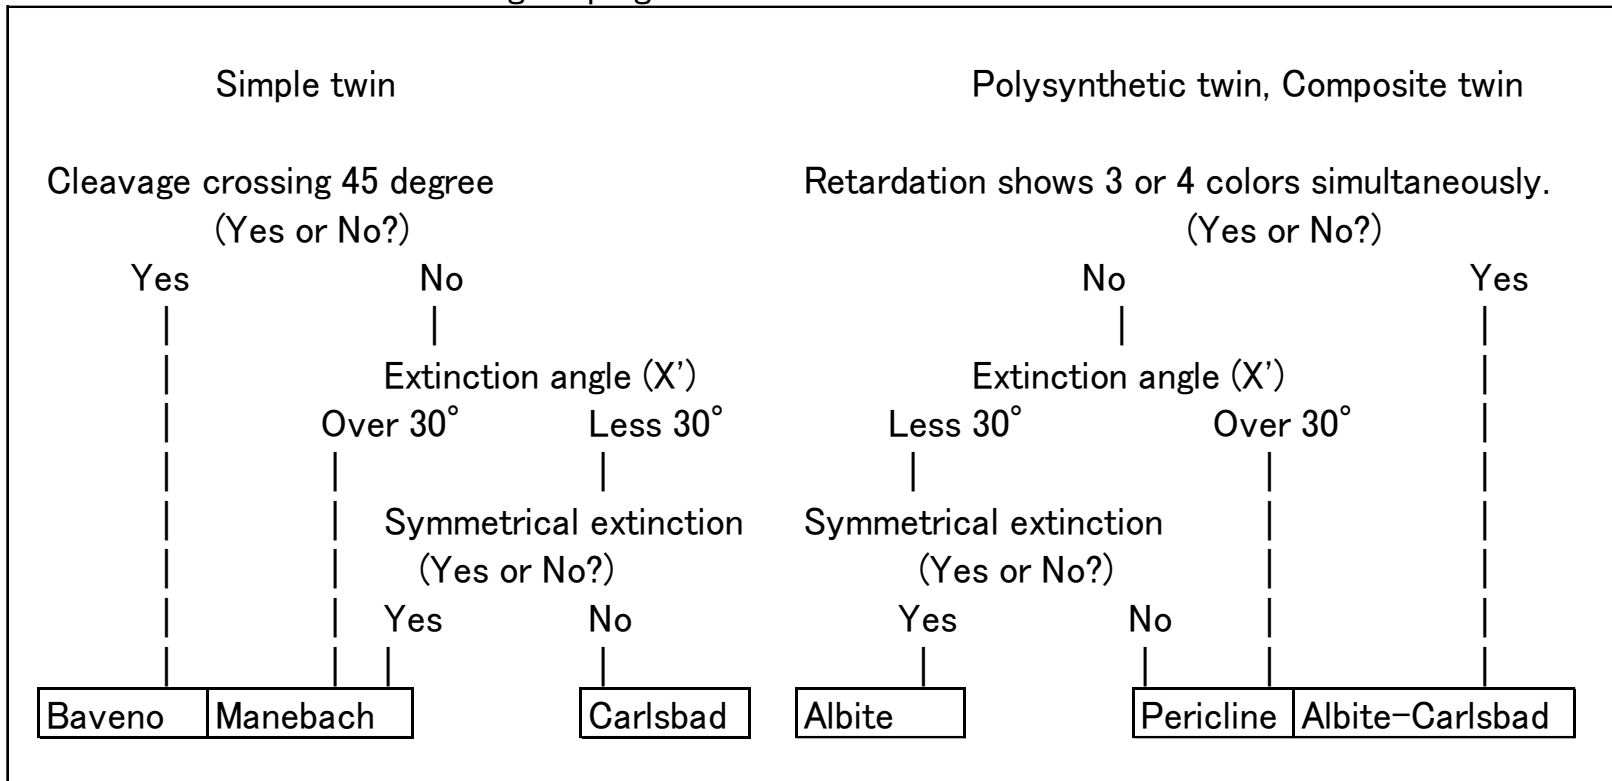 Simple twin Polysynthetic twin, Composite twin
Cleavage crossing 45 degree Retardation shows 3 or 4 colors simultaneously.
(Yes or No?) (Yes or No?)
Yes No No Yes
Extinction angle (X') Extinction angle (X')
Over 30° Less 30° Less 30° Over 30°
Symmetrical extinction Symmetrical extinction
(Yes or No?) (Yes or No?)
Yes No Yes No
Baveno Manebach Carlsbad Albite Pericline Albite-Carlsbad